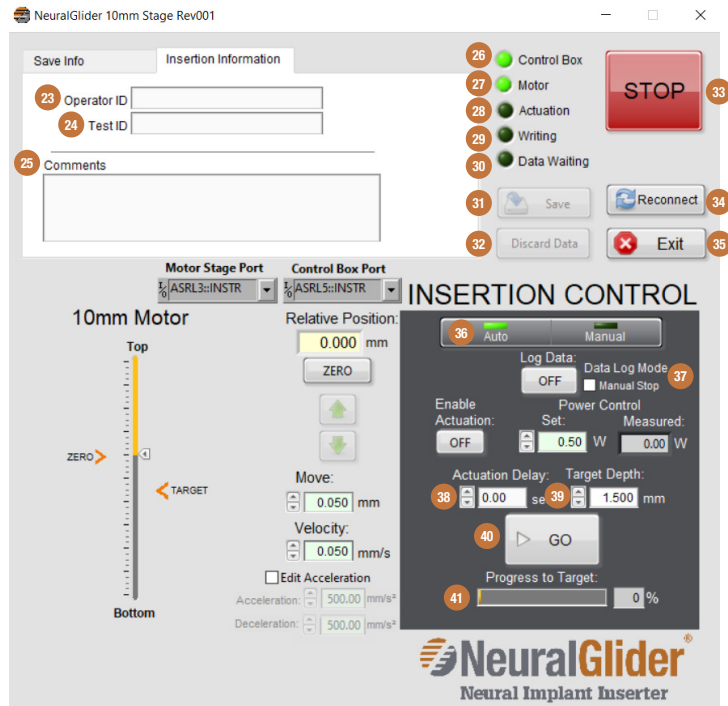 NeuralGlider 10mm Stage Rev001
Save Info Insertion Information
23 Operator ID
24 Test ID
25 Comments
26 Control Box
27 Motor
28 Actuation
29 Writing
30 Data Waiting
STOP 33
31 Save
Reconnect 34
32 Discard Data
Exit 35
Motor Stage Port Control Box Port
I/O ASRL3::INSTR I/O ASRL5::INSTR
10mm Motor
Top
ZERO
TARGET
Bottom
Relative Position:
0.000 mm
ZERO
Move:
0.050 mm
Velocity:
0.050 mm/s
Edit Acceleration
Acceleration: 500.00 mm/s²
Deceleration: 500.00 mm/s²
INSERTION CONTROL
36 Auto Manual
Log Data:
OFF
Data Log Mode 37
Manual Stop
Enable
Actuation:
OFF
Power Control
Set: Measured:
0.50 W 0.00 W
Actuation Delay: Target Depth:
38 0.00 se 39 1.500 mm
40 GO
Progress to Target:
41 0 %
NeuralGlider®
Neural Implant Inserter